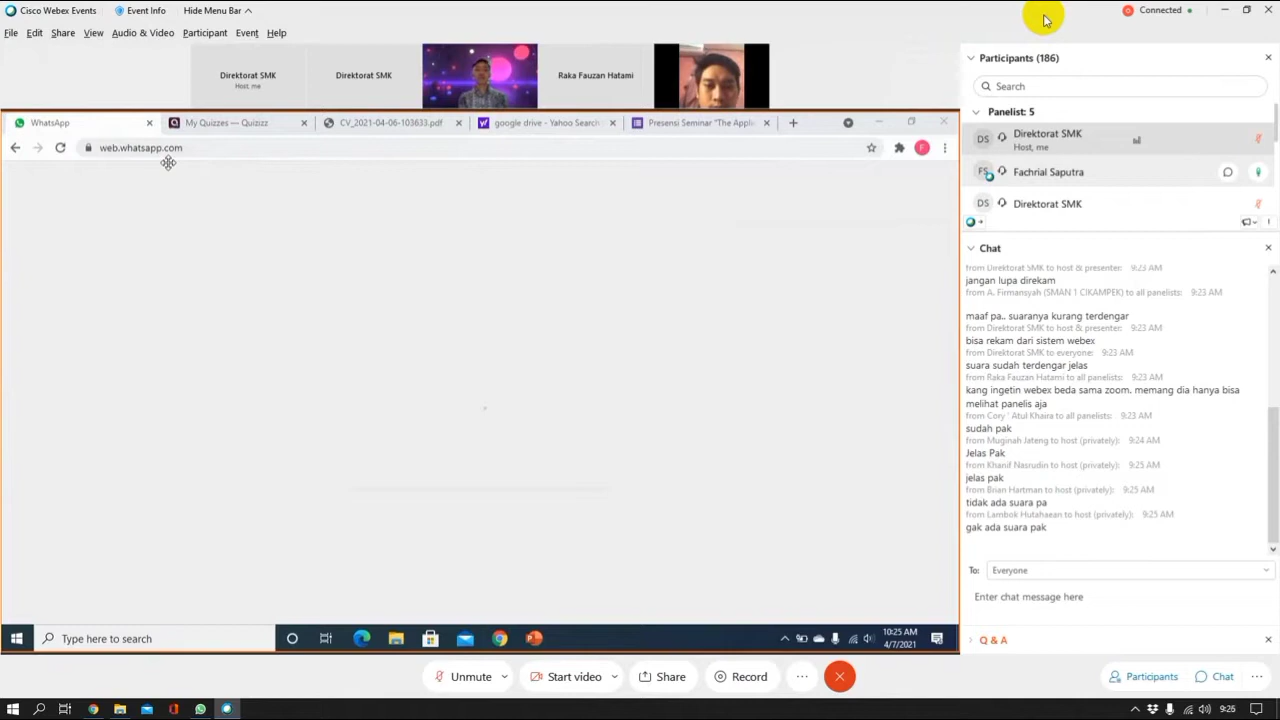 Cisco Webex Events
Event Info
Hide Menu Bar
Connected
File Edit Share View Audio & Video Participant Event Help
Direktorat SMK
Host, me
Direktorat SMK
Raka Fauzan Hatami
Participants (186)
Search
Panelist: 5
DS Direktorat SMK
Host, me
FS Fachrial Saputra
DS Direktorat SMK
WhatsApp
My Quizzes — Quizizz
CV_2021-04-06-103633.pdf
google drive - Yahoo Search
Presensi Seminar "The Applic
web.whatsapp.com
F
Chat
from Direktorat SMK to host & presenter: 9:23 AM
jangan lupa direkam
from A. Firmansyah (SMAN 1 CIKAMPEK) to all panelists: 9:23 AM
maaf pa.. suaranya kurang terdengar
from Direktorat SMK to host & presenter: 9:23 AM
bisa rekam dari sistem webex
from Direktorat SMK to everyone: 9:23 AM
suara sudah terdengar jelas
from Raka Fauzan Hatami to all panelists: 9:23 AM
kang ingetin webex beda sama zoom. memang dia hanya bisa
melihat panelis aja
from Cory ' Atul Khaira to all panelists: 9:23 AM
sudah pak
from Muginah Jateng to host (privately): 9:24 AM
Jelas Pak
from Khanif Nasrudin to host (privately): 9:25 AM
jelas pak
from Brian Hartman to host (privately): 9:25 AM
tidak ada suara pa
from Lambok Hutahaean to host (privately): 9:25 AM
gak ada suara pak
To: Everyone
Enter chat message here
Q & A
Type here to search
10:25 AM
4/7/2021
Unmute
Start video
Share
Record
Participants
Chat
9:25